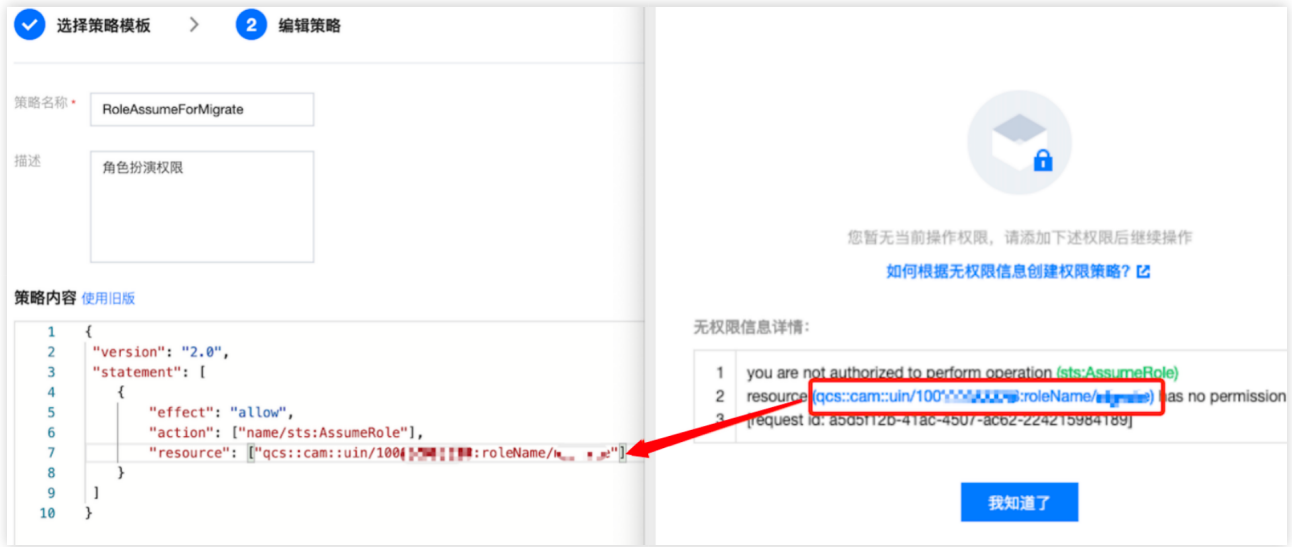 选择策略模板 > 2 编辑策略
策略名称 *
RoleAssumeForMigrate
描述
角色扮演权限
策略内容 使用旧版
1 {
2 "version": "2.0",
3 "statement": [
4 {
5 "effect": "allow",
6 "action": ["name/sts:AssumeRole"],
7 "resource": ["qcs::cam::uin/100 :roleName/ "]
8 }
9 ]
10 }
您暂无当前操作权限，请添加下述权限后继续操作
如何根据无权限信息创建权限策略？
无权限信息详情：
1 you are not authorized to perform operation (sts:AssumeRole)
2 resource (qcs::cam::uin/100 :roleName/ ) has no permission
3 [request id: a5d5f12b-41ac-4507-ac62-224215984189]
我知道了